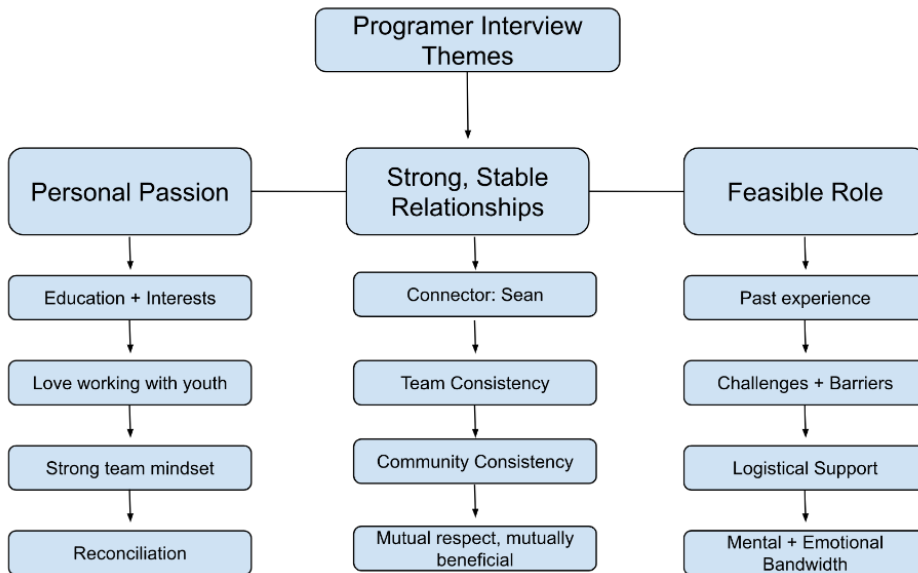 Programer Interview
Themes
Personal Passion
Strong, Stable
Relationships
Feasible Role
Education + Interests
Connector: Sean
Past experience
Love working with youth
Team Consistency
Challenges + Barriers
Strong team mindset
Community Consistency
Logistical Support
Reconciliation
Mutual respect, mutually
beneficial
Mental + Emotional
Bandwidth